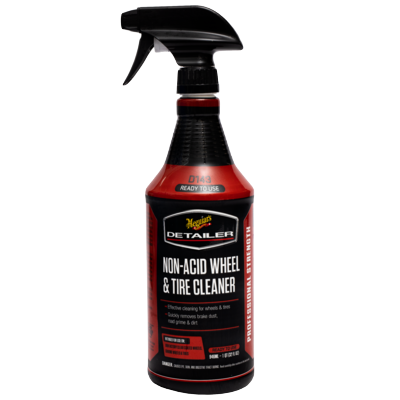 D143
READY TO USE
Meguiar's
DETAILER
NON-ACID WHEEL
& TIRE CLEANER
• Effective cleaning for wheels & tires
• Quickly removes brake dust,
road grime & dirt
PROFESSIONAL STRENGTH